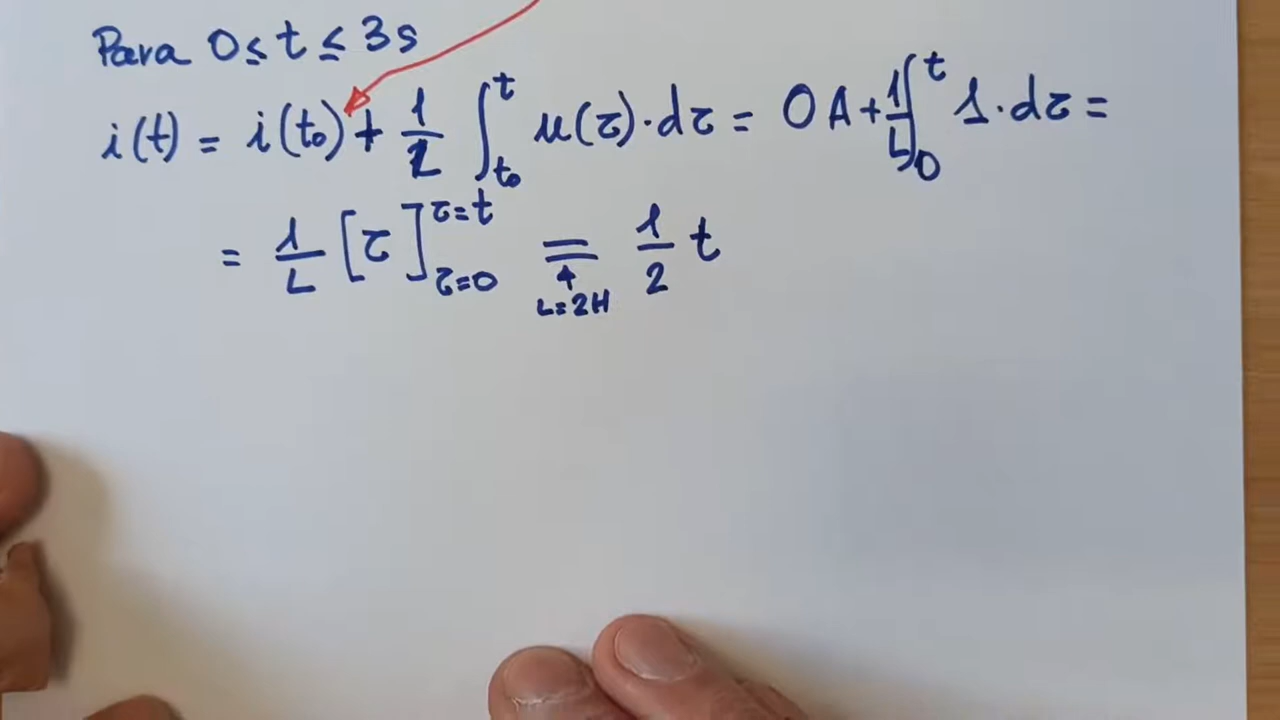 Para 0 ≤ t ≤ 3s
i(t) = i(t₀) + 1/L ∫_{t₀}^{t} u(τ)·dτ = 0 A + 1/L ∫_{0}^{t} 1·dτ =
= 1/L [τ]_{τ=0}^{τ=t} = 1/2 t
↑
L=2H